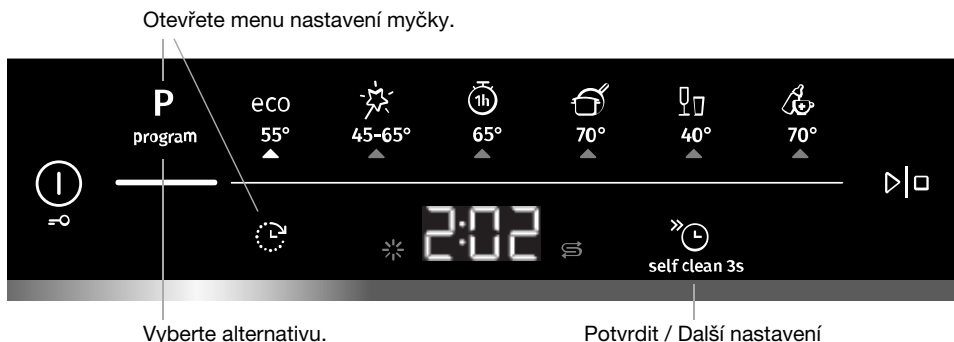 Otevřete menu nastavení myčky.
P eco 1h
program 55° 45-65° 65° 70° 40° 70°
2:02
self clean 3s
Vyberte alternativu. Potvrdit / Další nastavení